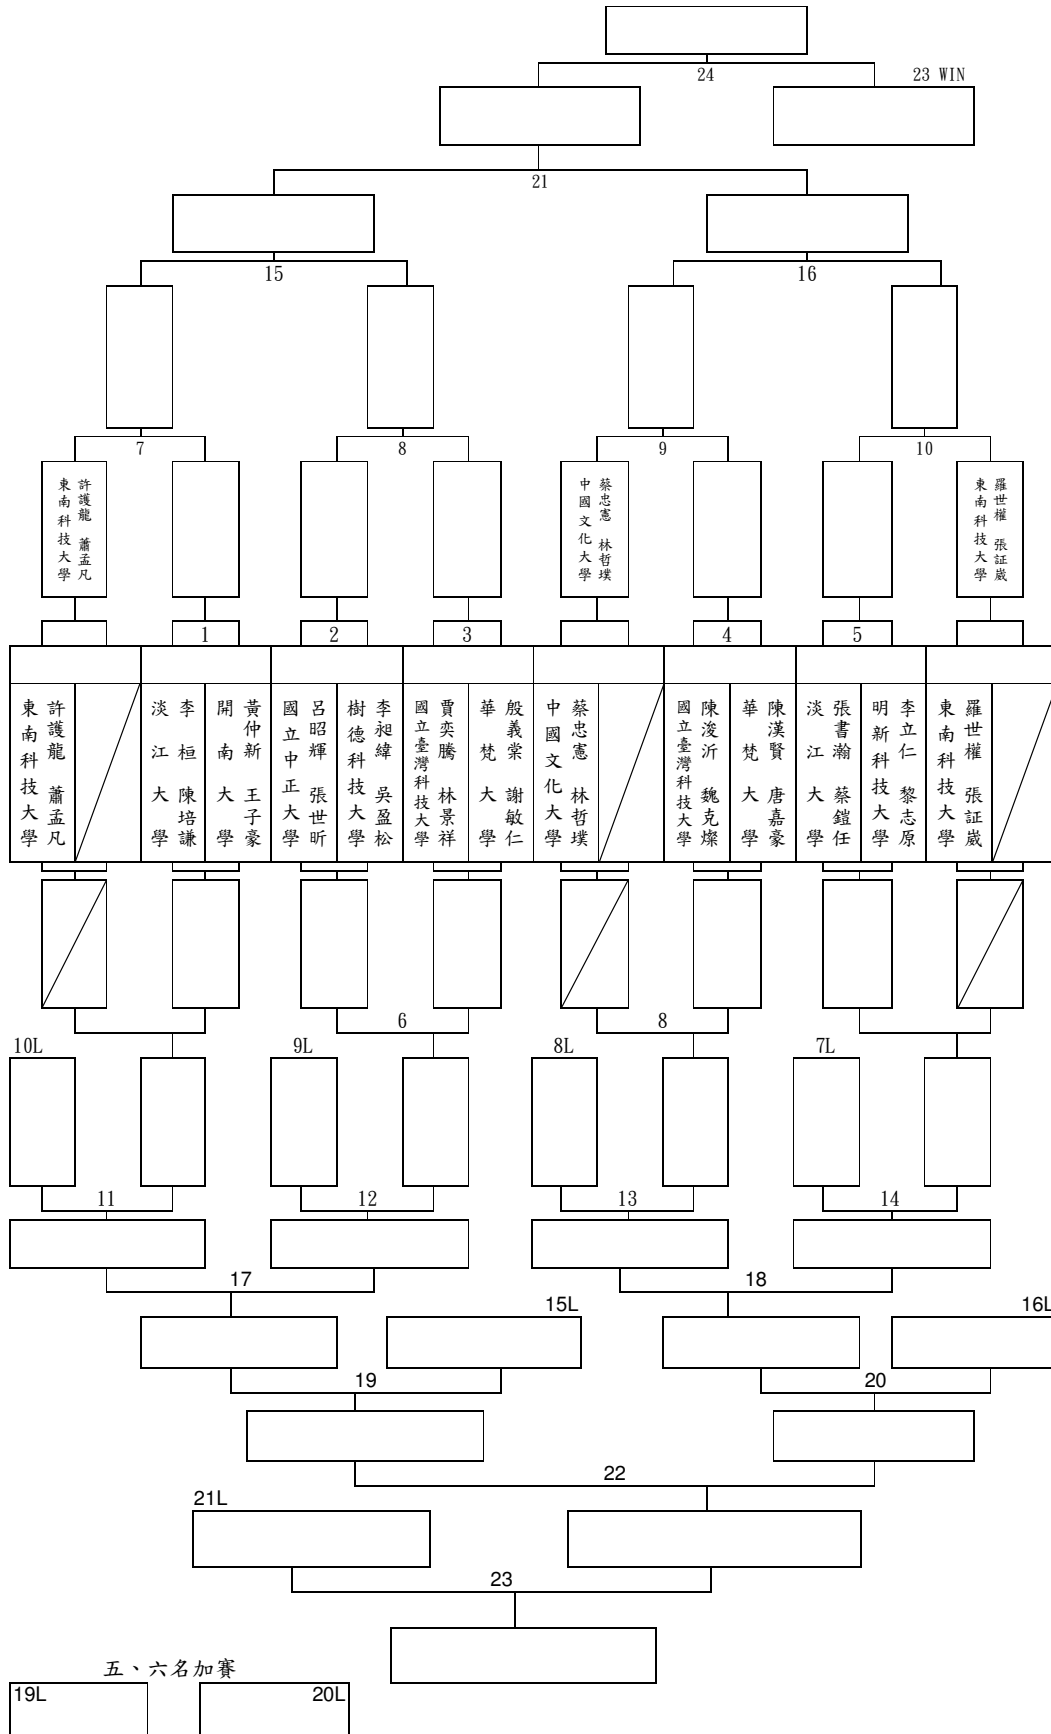 24
23 WIN
21
15
16
7
8
9
10
許護龍 蕭孟凡
東南科技大學
蔡忠憲 林哲墣
中國文化大學
羅世權 張証崴
東南科技大學
1
2
3
4
5
許護龍 蕭孟凡
東南科技大學
李桓 陳培謙
淡江大學
黃仲新 王子豪
開南大學
呂昭輝 張世昕
國立中正大學
李昶緯 吳盈松
樹德科技大學
賈奕騰 林景祥
國立臺灣科技大學
殷義棠 謝敏仁
華梵大學
蔡忠憲 林哲墣
中國文化大學
陳浚沂 魏克燦
國立臺灣科技大學
陳漢賢 唐嘉豪
華梵大學
張書瀚 蔡鎧任
淡江大學
李立仁 黎志原
明新科技大學
羅世權 張証崴
東南科技大學
6
8
10L
9L
8L
7L
11
12
13
14
17
18
15L
16L
19
20
22
21L
23
五、六名加賽
19L
20L